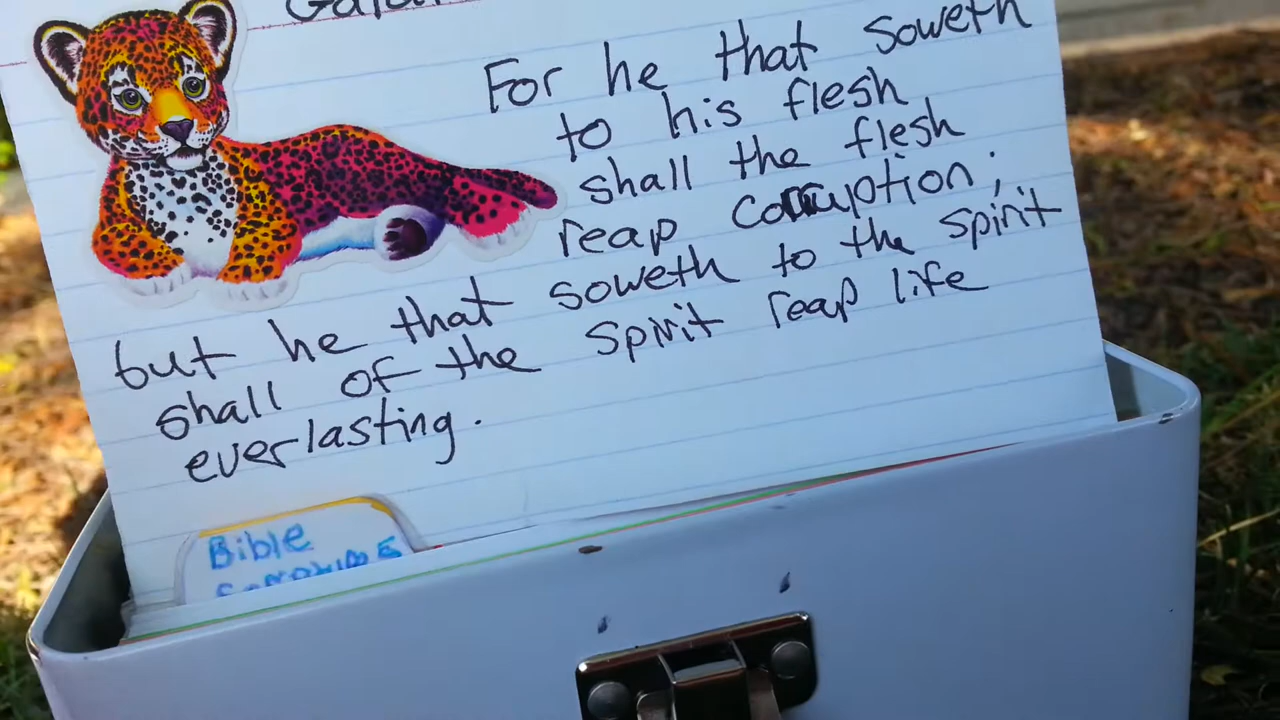 For he that soweth
to his flesh
shall the flesh
reap corruption;
but he that soweth to the spirit
shall of the spirit reap life
everlasting.
Bible